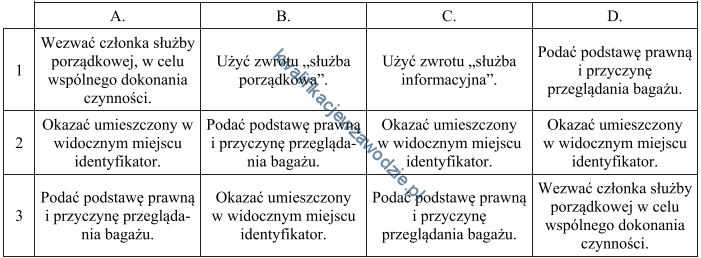 A. B. C. D.
1
Wezwać członka służby
porządkowej, w celu
wspólnego dokonania
czynności.
Użyć zwrotu „służba
porządkowa”.
Użyć zwrotu „służba
informacyjna”.
Podać podstawę prawną
i przyczynę
przeglądania bagażu.
2
Okazać umieszczony w
widocznym miejscu
identyfikator.
Podać podstawę prawną
i przyczynę przegląda-
nia bagażu.
Okazać umieszczony
w widocznym miejscu
identyfikator.
Okazać umieszczony
w widocznym miejscu
identyfikator.
3
Podać podstawę prawną
i przyczynę przegląda-
nia bagażu.
Okazać umieszczony
w widocznym miejscu
identyfikator.
Podać podstawę prawną
i przyczynę
przeglądania bagażu.
Wezwać członka służby
porządkowej w celu
wspólnego dokonania
czynności.
kwalifikacjewzawodzie.pl